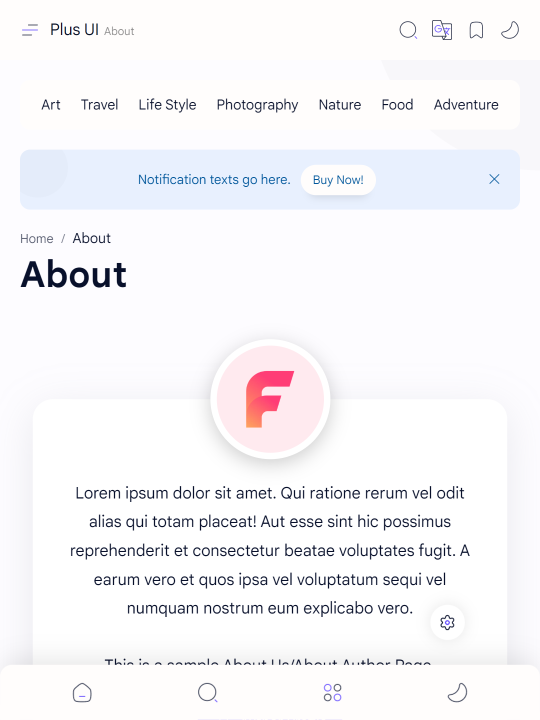 Plus UI About
Art Travel Life Style Photography Nature Food Adventure
Notification texts go here. Buy Now!
Home / About
About
Lorem ipsum dolor sit amet. Qui ratione rerum vel odit
alias qui totam placeat! Aut esse sint hic possimus
reprehenderit et consectetur beatae voluptates fugit. A
earum vero et quos ipsa vel voluptatum sequi vel
numquam nostrum eum explicabo vero.
This is a sample About Us/About Author Page